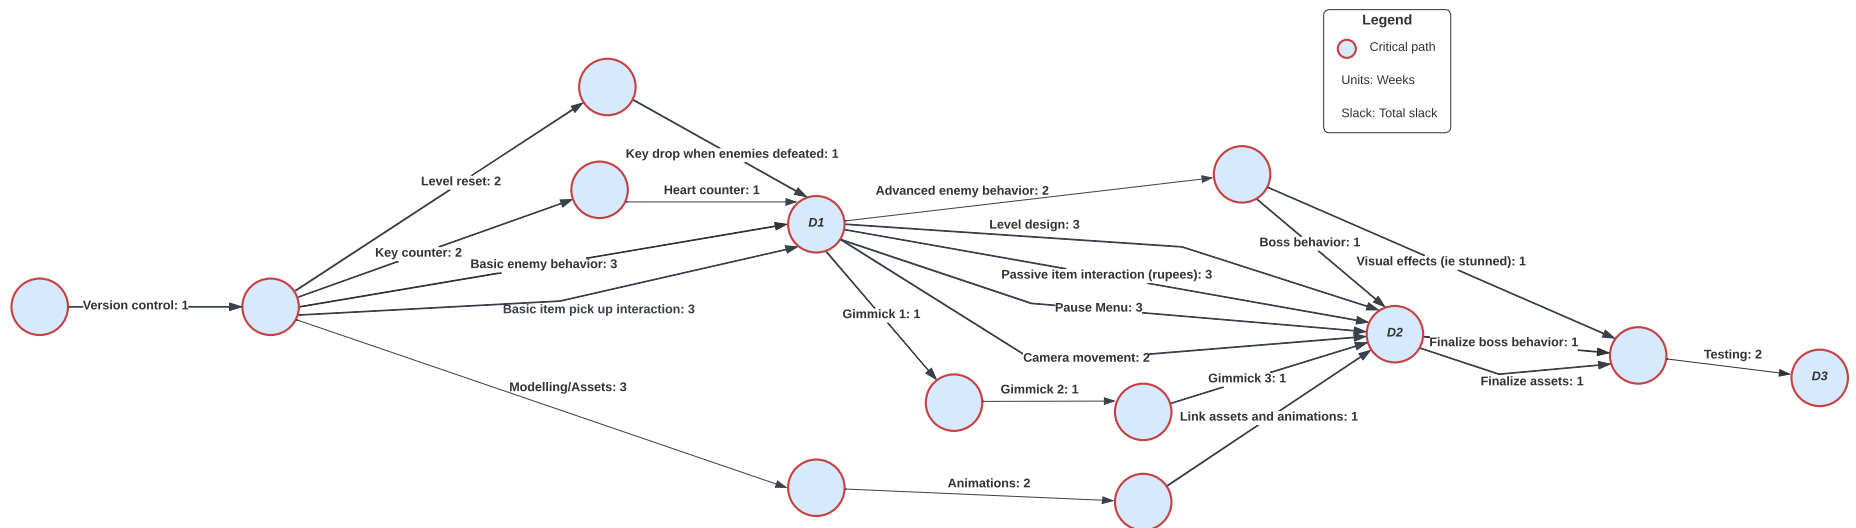 Legend
Critical path
Units: Weeks
Slack: Total slack
Key drop when enemies defeated: 1
Level reset: 2
Heart counter: 1
Advanced enemy behavior: 2
D1
Level design: 3
Boss behavior: 1
Key counter: 2
Basic enemy behavior: 3
Visual effects (ie stunned): 1
Passive item interaction (rupees): 3
Version control: 1
Basic item pick up interaction: 3
Pause Menu: 3
Gimmick 1: 1
D2
Finalize boss behavior: 1
Camera movement: 2
Testing: 2
D3
Gimmick 3: 1
Finalize assets: 1
Modelling/Assets: 3
Gimmick 2: 1
Link assets and animations: 1
Animations: 2